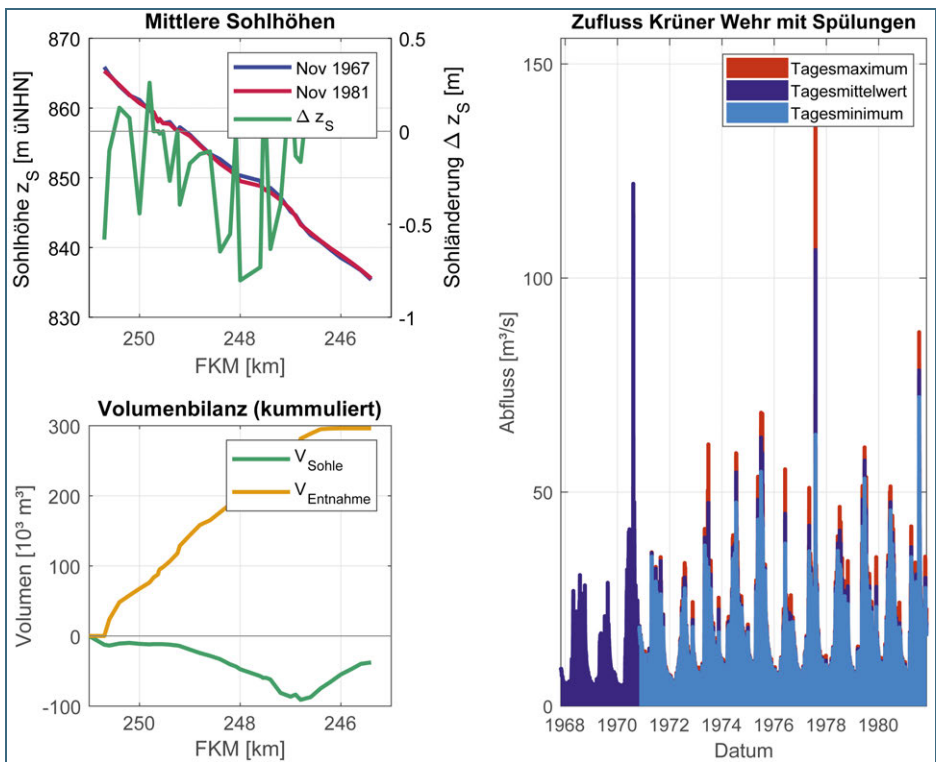 Mittlere Sohlhöhen
870
860
850
840
830
Sohlhöhe z_S [m üNHN]
0.5
0
-0.5
-1
Sohländerung Δ z_S [m]
Nov 1967
Nov 1981
Δ z_S
250
248
246
FKM [km]
Volumenbilanz (kummuliert)
300
200
100
0
-100
Volumen [10³ m³]
V_Sohle
V_Entnahme
250
248
246
FKM [km]
Zufluss Krüner Wehr mit Spülungen
150
100
50
0
Abfluss [m³/s]
Tagesmaximum
Tagesmittelwert
Tagesminimum
1968
1970
1972
1974
1976
1978
1980
Datum